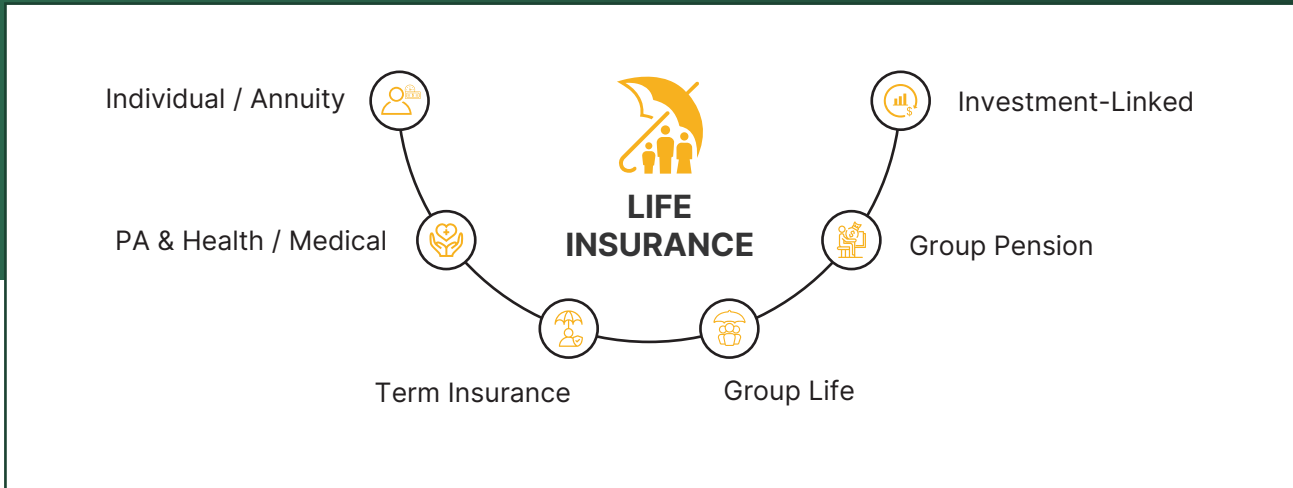 Individual / Annuity
Investment-Linked
LIFE
INSURANCE
PA & Health / Medical
Group Pension
Term Insurance
Group Life